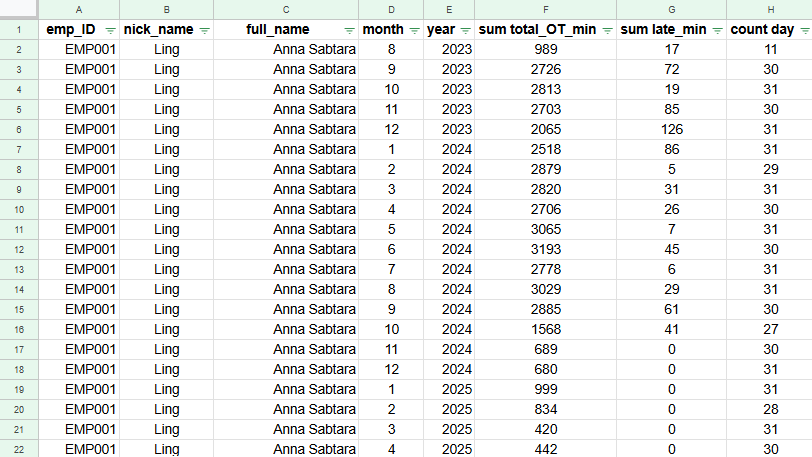 A B C D E F G H
1 emp_ID nick_name full_name month year sum total_OT_min sum late_min count day
2 EMP001 Ling Anna Sabtara 8 2023 989 17 11
3 EMP001 Ling Anna Sabtara 9 2023 2726 72 30
4 EMP001 Ling Anna Sabtara 10 2023 2813 19 31
5 EMP001 Ling Anna Sabtara 11 2023 2703 85 30
6 EMP001 Ling Anna Sabtara 12 2023 2065 126 31
7 EMP001 Ling Anna Sabtara 1 2024 2518 86 31
8 EMP001 Ling Anna Sabtara 2 2024 2879 5 29
9 EMP001 Ling Anna Sabtara 3 2024 2820 31 31
10 EMP001 Ling Anna Sabtara 4 2024 2706 26 30
11 EMP001 Ling Anna Sabtara 5 2024 3065 7 31
12 EMP001 Ling Anna Sabtara 6 2024 3193 45 30
13 EMP001 Ling Anna Sabtara 7 2024 2778 6 31
14 EMP001 Ling Anna Sabtara 8 2024 3029 29 31
15 EMP001 Ling Anna Sabtara 9 2024 2885 61 30
16 EMP001 Ling Anna Sabtara 10 2024 1568 41 27
17 EMP001 Ling Anna Sabtara 11 2024 689 0 30
18 EMP001 Ling Anna Sabtara 12 2024 680 0 31
19 EMP001 Ling Anna Sabtara 1 2025 999 0 31
20 EMP001 Ling Anna Sabtara 2 2025 834 0 28
21 EMP001 Ling Anna Sabtara 3 2025 420 0 31
22 EMP001 Ling Anna Sabtara 4 2025 442 0 30